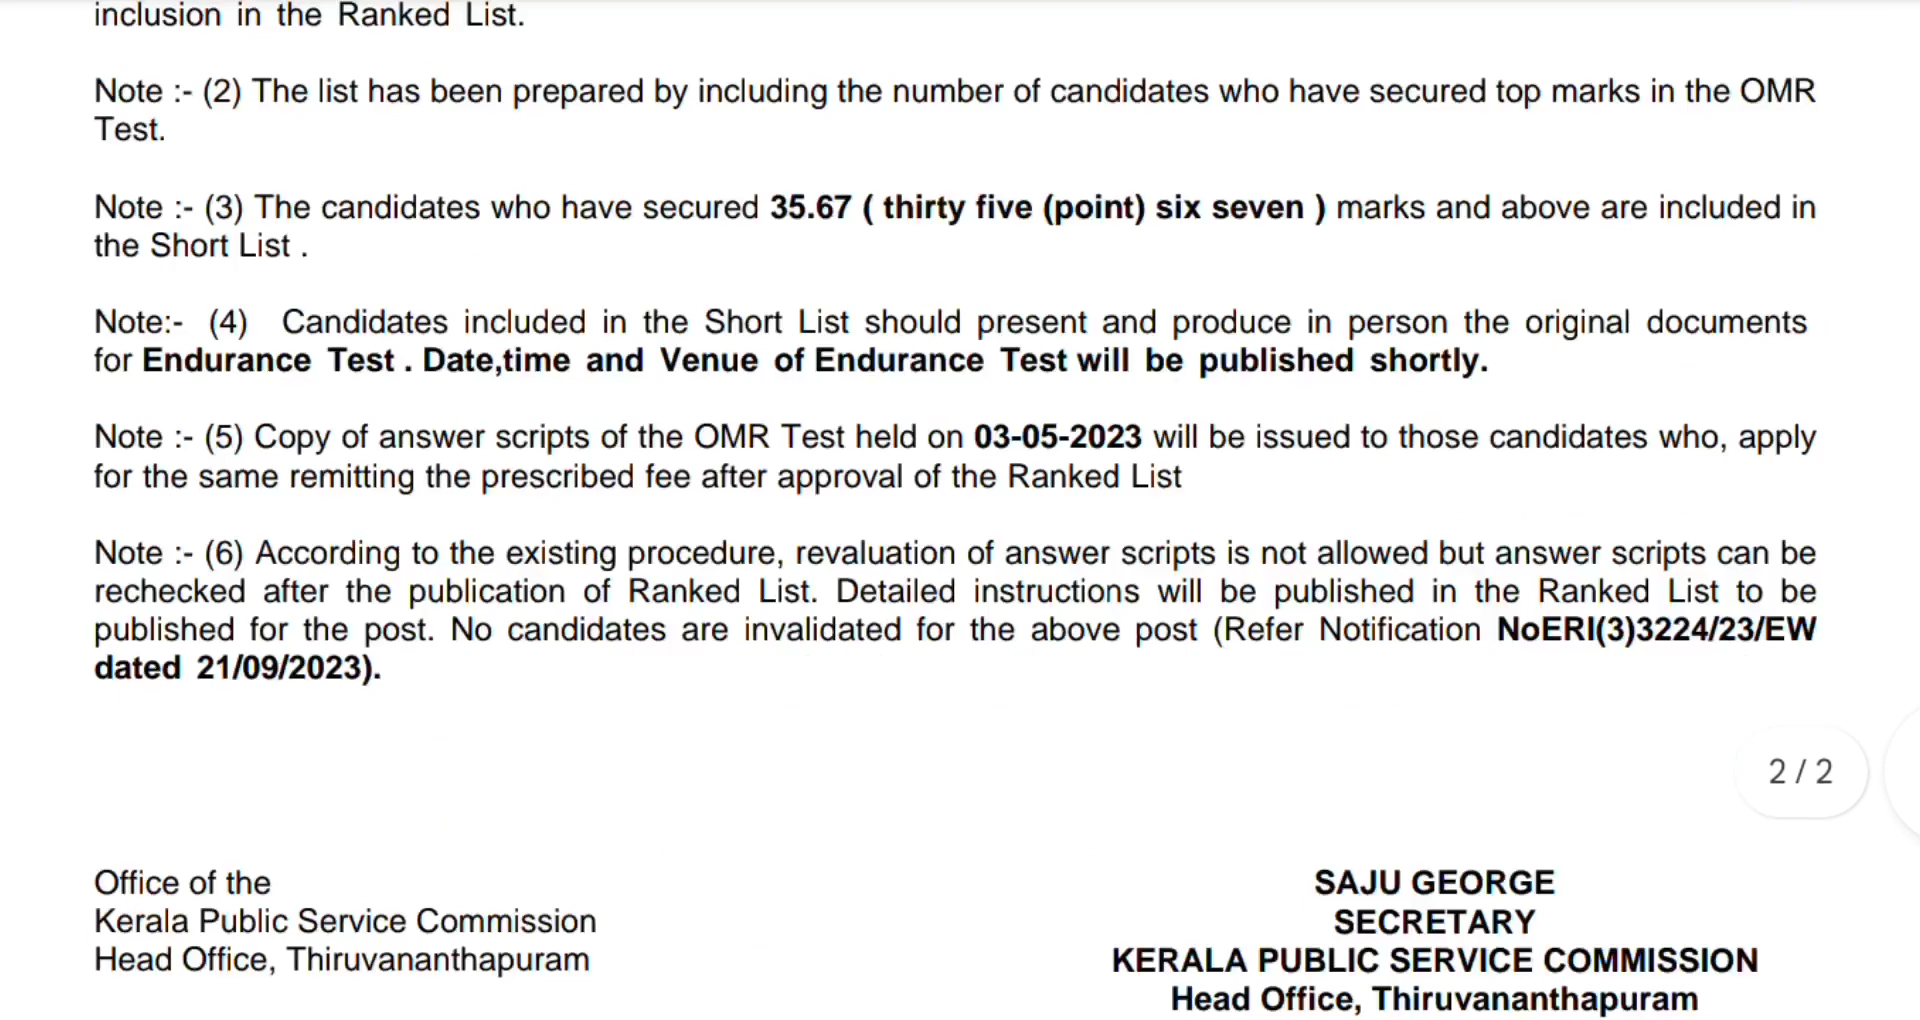 inclusion in the Ranked List.
Note :- (2) The list has been prepared by including the number of candidates who have secured top marks in the OMR
Test.
Note :- (3) The candidates who have secured 35.67 ( thirty five (point) six seven ) marks and above are included in
the Short List .
Note:- (4) Candidates included in the Short List should present and produce in person the original documents
for Endurance Test . Date,time and Venue of Endurance Test will be published shortly.
Note :- (5) Copy of answer scripts of the OMR Test held on 03-05-2023 will be issued to those candidates who, apply
for the same remitting the prescribed fee after approval of the Ranked List
Note :- (6) According to the existing procedure, revaluation of answer scripts is not allowed but answer scripts can be
rechecked after the publication of Ranked List. Detailed instructions will be published in the Ranked List to be
published for the post. No candidates are invalidated for the above post (Refer Notification NoERI(3)3224/23/EW
dated 21/09/2023).
2 / 2
Office of the
Kerala Public Service Commission
Head Office, Thiruvananthapuram
SAJU GEORGE
SECRETARY
KERALA PUBLIC SERVICE COMMISSION
Head Office, Thiruvananthapuram